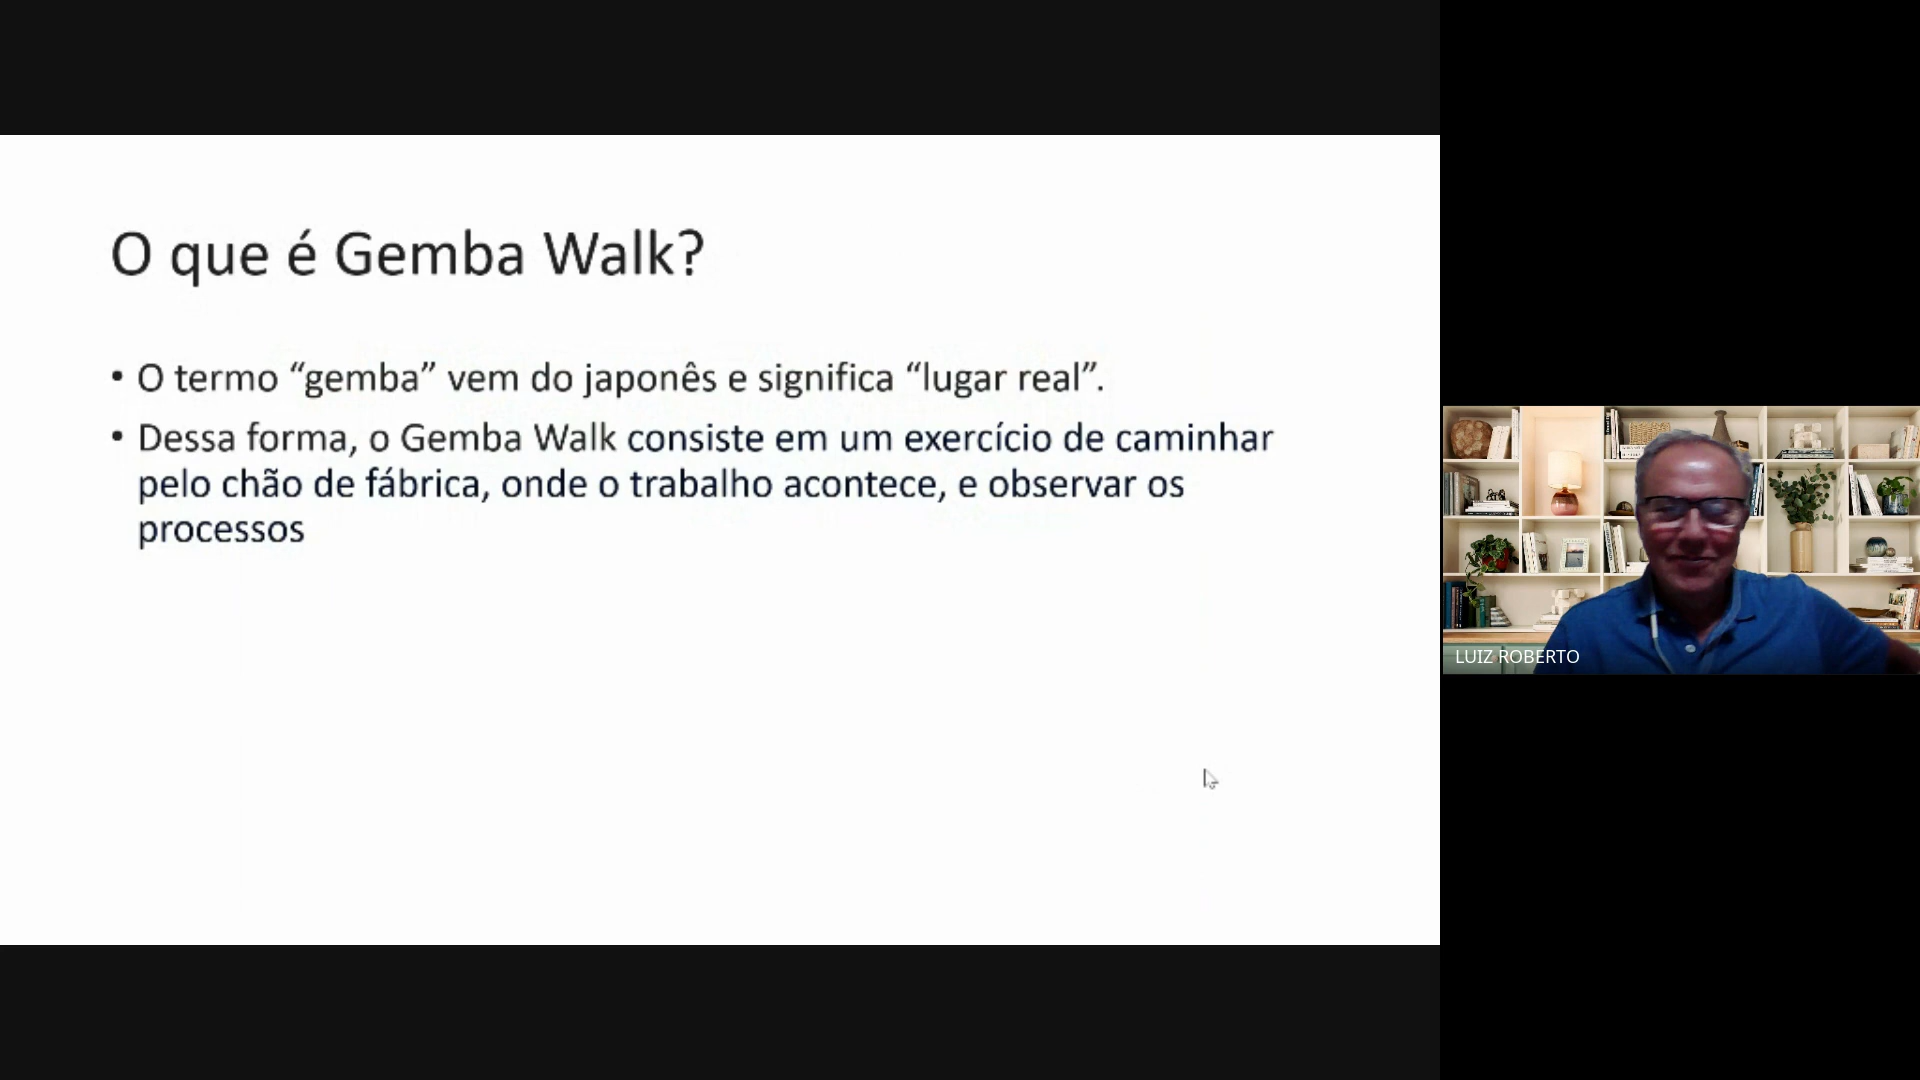 O que é Gemba Walk?
• O termo “gemba” vem do japonês e significa “lugar real”.
• Dessa forma, o Gemba Walk consiste em um exercício de caminhar
pelo chão de fábrica, onde o trabalho acontece, e observar os
processos
LUIZ ROBERTO